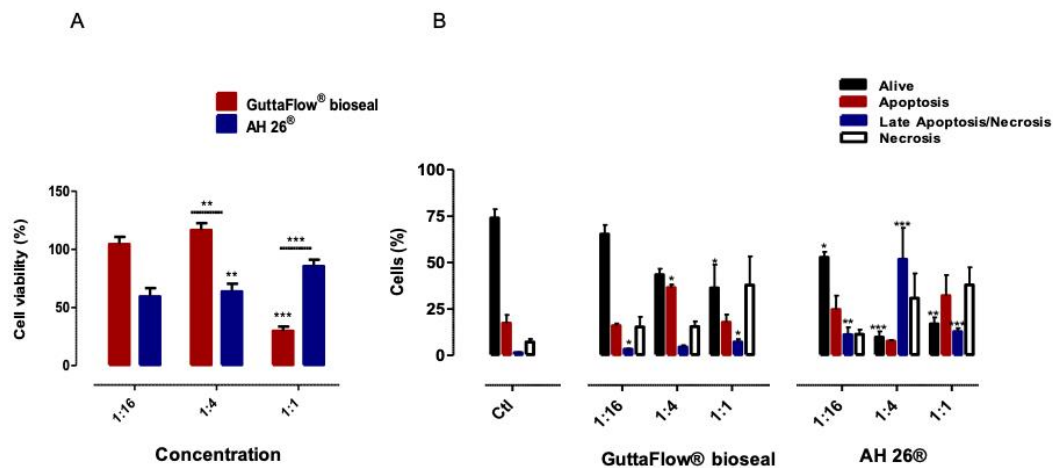 A
GuttaFlow® bioseal
AH 26®
Cell viability (%)
150
100
50
0
**
***
**
***
1:16
1:4
1:1
Concentration
B
Alive
Apoptosis
Late Apoptosis/Necrosis
Necrosis
Cells (%)
100
75
50
25
0
*
*
*
*
*
**
***
***
**
***
Ctl
1:16
1:4
1:1
1:16
1:4
1:1
GuttaFlow® bioseal
AH 26®